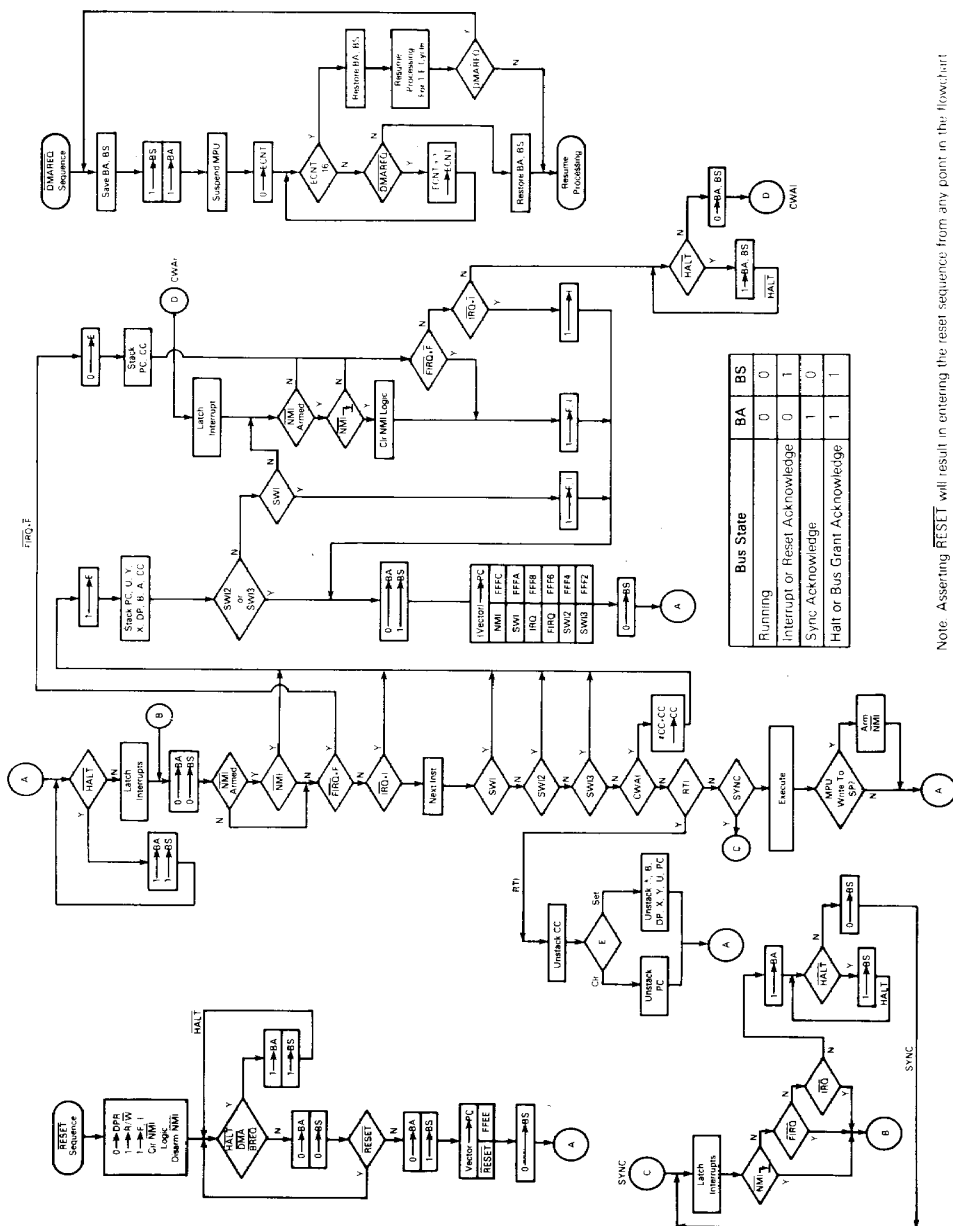 RESET
Sequence
0→DPR
1→R/W
1→F, I
Clr NMI
Logic
Disarm NMI
HALT
DMA
BREQ
Y
N
1→BA
1→BS
HALT
0→BA
0→BS
RESET
Y
N
0→BA
1→BS
Vector→PC
RESET FFEE
0→BS
A
A
HALT
Y
N
1→BA
1→BS
Latch
Interrupts
B
0→BA
0→BS
NMI
Armed
Y
N
NMI
Y
N
FIRQ•F
Y
N
IRQ•I
Y
N
Next Inst
SWI
Y
N
SWI2
Y
N
SWI3
Y
N
CWAI
Y
N
CC→CC
RTI
Y
N
SYNC
Y
N
C
Execute
MPU
Write To
SP?
Y
N
Arm
NMI
A
RTI
Unstack CC
E
Clr
Set
Unstack
PC
Unstack A, B,
DP, X, Y, U, PC
A
SYNC
C
Latch
Interrupts
NMI
Y
N
FIRQ
Y
N
IRQ
Y
N
B
1→BA
HALT
Y
N
1→BS
HALT
0→BS
SYNC
FIRQ•F
1→E
Stack PC, U, Y,
X, DP, B, A, CC
SWI2
or
SWI3
Y
N
SWI
Y
N
0→BA
1→BS
(Vector)→PC
NMI FFFC
SWI FFFA
IRQ FFF8
FIRQ FFF6
SWI2 FFF4
SWI3 FFF2
0→BS
A
0→E
Stack
PC, CC
D CWAI
Latch
Interrupt
NMI
Armed
Y
N
NMI
Y
N
Clr NMI Logic
1→F, I
1→F, I
FIRQ•F
Y
N
IRQ•I
Y
N
1→I
HALT
Y
N
1→BA, BS
HALT
0→BA, BS
D
CWAI
DMAREQ
Sequence
Save BA, BS
1→BS
1→BA
Suspend MPU
0→ECNT
ECNT
16
Y
N
DMAREQ
Y
N
ECNT+1
→ECNT
Restore BA, BS
Resume
Processing
Restore BA, BS
Resume
Processing
For 1 E Cycle
DMAREQ
Y
N
Bus State BA BS
Running 0 0
Interrupt or Reset Acknowledge 0 1
Sync Acknowledge 1 0
Halt or Bus Grant Acknowledge 1 1
Note. Asserting RESET will result in entering the reset sequence from any point in the flowchart